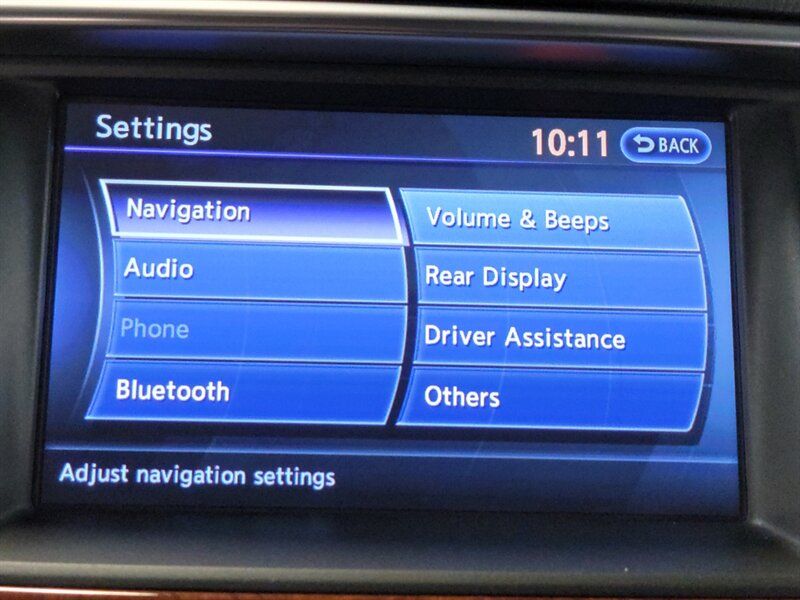 Settings
10:11
BACK
Navigation
Volume & Beeps
Audio
Rear Display
Phone
Driver Assistance
Bluetooth
Others
Adjust navigation settings